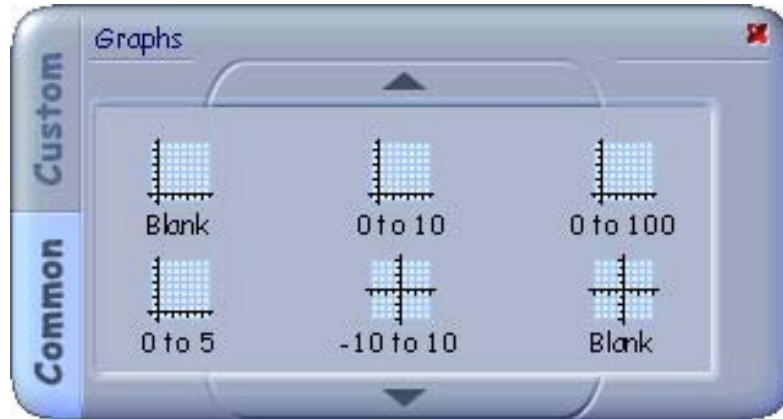 Graphs
Custom
Common
Blank
0 to 10
0 to 100
0 to 5
-10 to 10
Blank